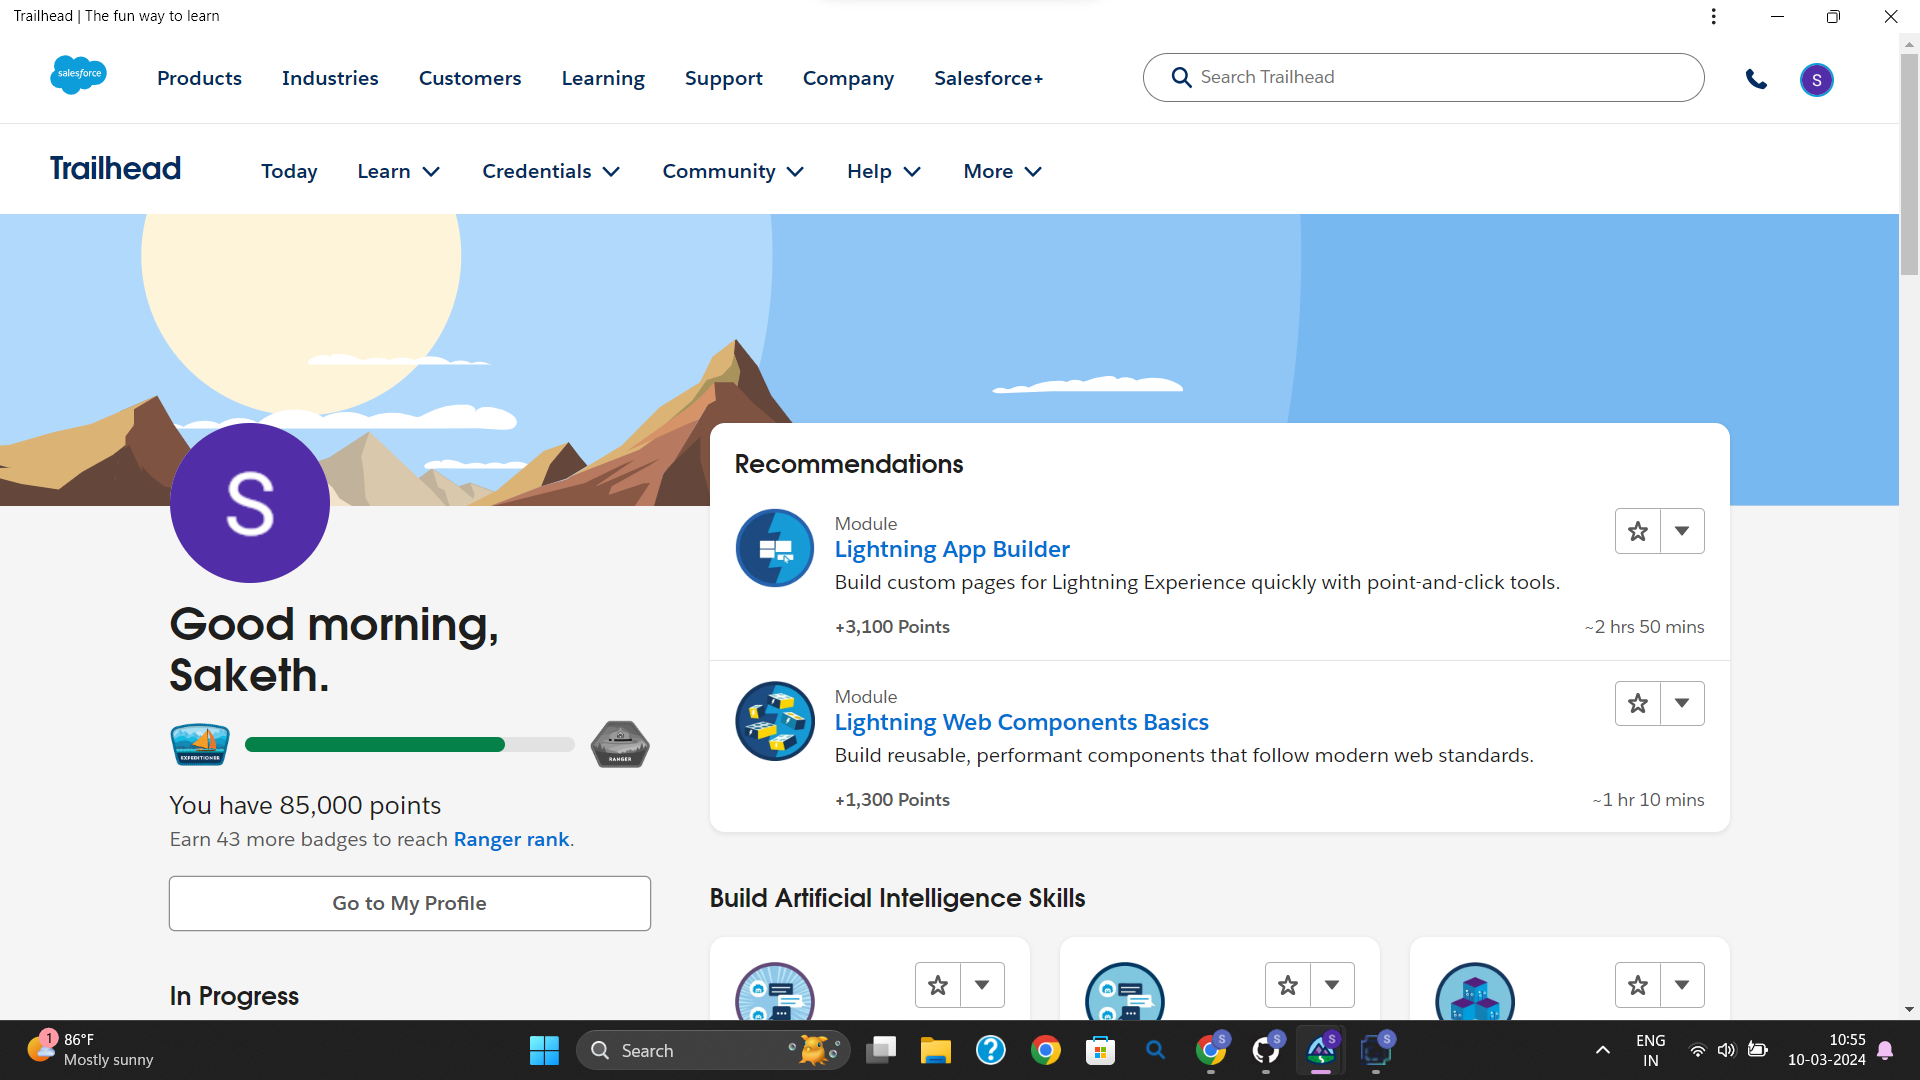 Trailhead | The fun way to learn
salesforce
Products Industries Customers Learning Support Company Salesforce+
Search Trailhead
S
Trailhead
Today Learn Credentials Community Help More
S
Good morning,
Saketh.
EXPEDITIONER
RANGER
You have 85,000 points
Earn 43 more badges to reach Ranger rank.
Go to My Profile
In Progress
Recommendations
Module
Lightning App Builder
Build custom pages for Lightning Experience quickly with point-and-click tools.
+3,100 Points ~2 hrs 50 mins
Module
Lightning Web Components Basics
Build reusable, performant components that follow modern web standards.
+1,300 Points ~1 hr 10 mins
Build Artificial Intelligence Skills
1
86°F
Mostly sunny
Search
S
S
S
S
ENG
IN
10:55
10-03-2024